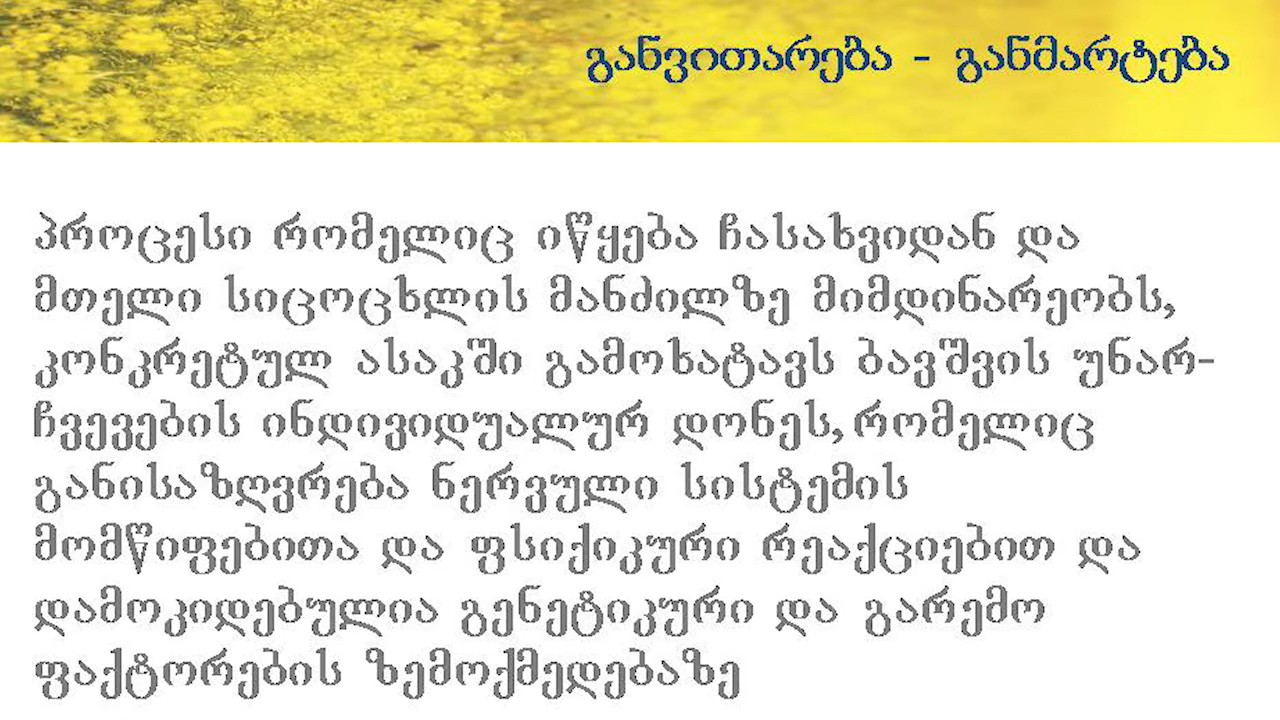 განვითარება - განმარტება
პროცესი რომელიც იწყება ჩასახვიდან და
მთელი სიცოცხლის მანძილზე მიმდინარეობს,
კონკრეტულ ასაკში გამოხატავს ბავშვის უნარ-
ჩვევების ინდივიდუალურ დონეს,რომელიც
განისაზღვრება ნერვული სისტემის
მომწიფებითა და ფსიქიკური რეაქციებით და
დამოკიდებულია გენეტიკური და გარემო
ფაქტორების ზემოქმედებაზე